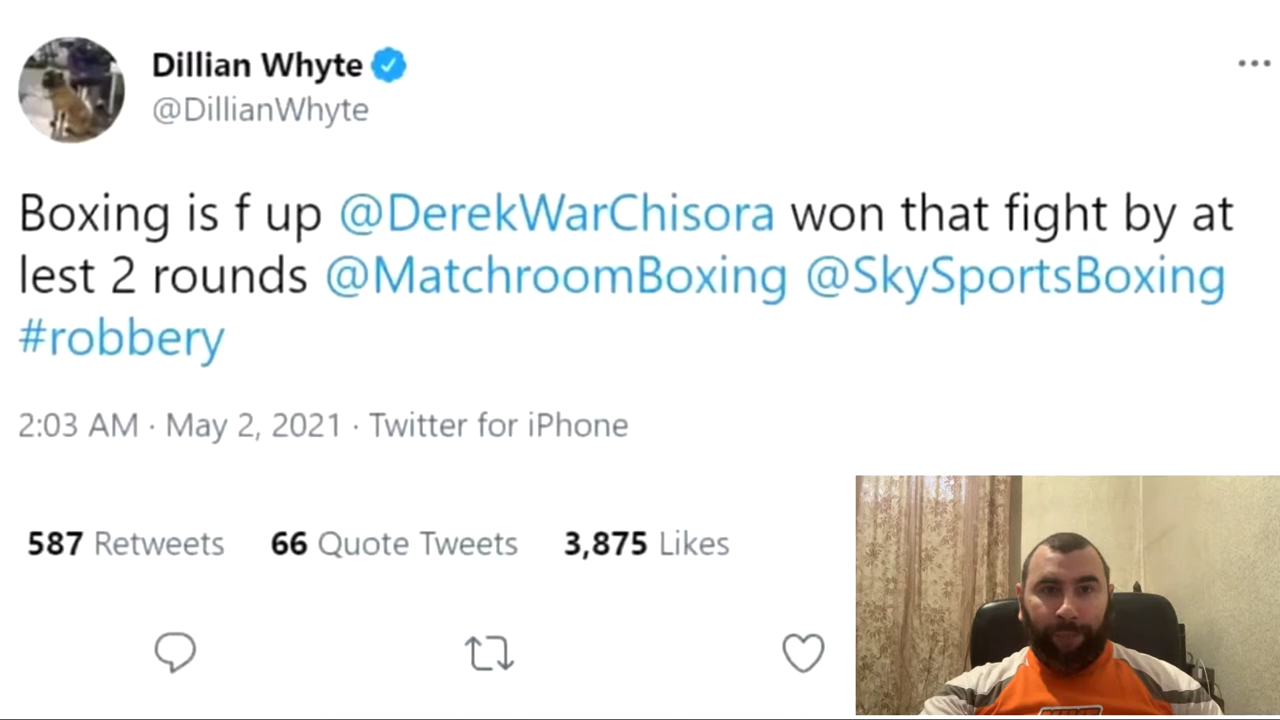 Dillian Whyte
@DillianWhyte
Boxing is f up @DerekWarChisora won that fight by at
lest 2 rounds @MatchroomBoxing @SkySportsBoxing
#robbery
2:03 AM · May 2, 2021 · Twitter for iPhone
587 Retweets 66 Quote Tweets 3,875 Likes